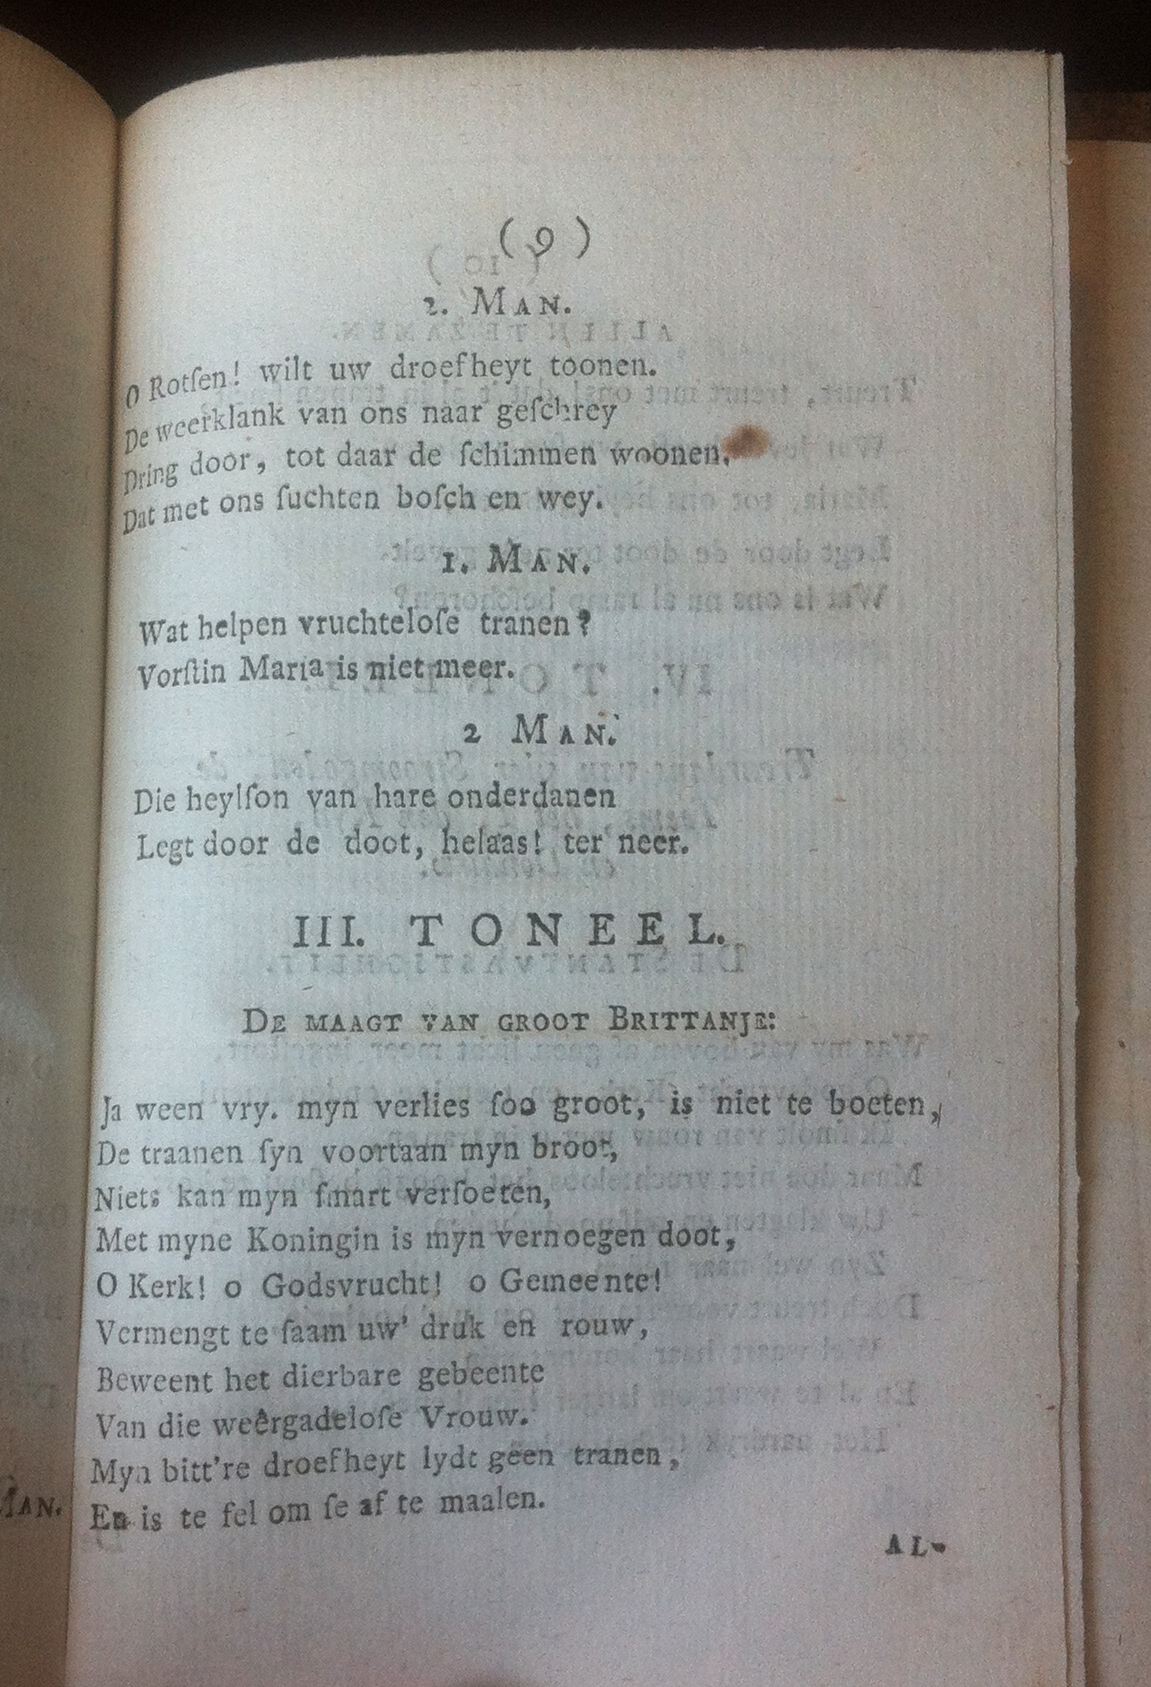 ( 9 )
2. MAN.
O Rotſen! wilt uw droefheyt toonen.
De weerklank van ons naar geſchrey
Dring door, tot daar de ſchimmen woonen.
Dat met ons ſuchten boſch en wey.
1. MAN.
Wat helpen vruchteloſe tranen?
Vorſtin Maria is niet meer.
2 MAN.
Die heylſon van hare onderdanen
Legt door de doot, helaas! ter neer.
III. TONEEL.
DE MAAGT VAN GROOT BRITTANJE:
Ja ween vry. myn verlies ſoo groot, is niet te boeten,
De traanen ſyn voortaan myn broot,
Niets kan myn ſmart verſoeten,
Met myne Koningin is myn vernoegen doot,
O Kerk! o Godsvrucht! o Gemeente!
Vermengt te ſaam uw' druk en rouw,
Beweent het dierbare gebeente
Van die weêrgadeloſe Vrouw.
Myn bitt're droefheyt lydt geen tranen,
En is te fel om ſe af te maalen.
AL-
MAN.